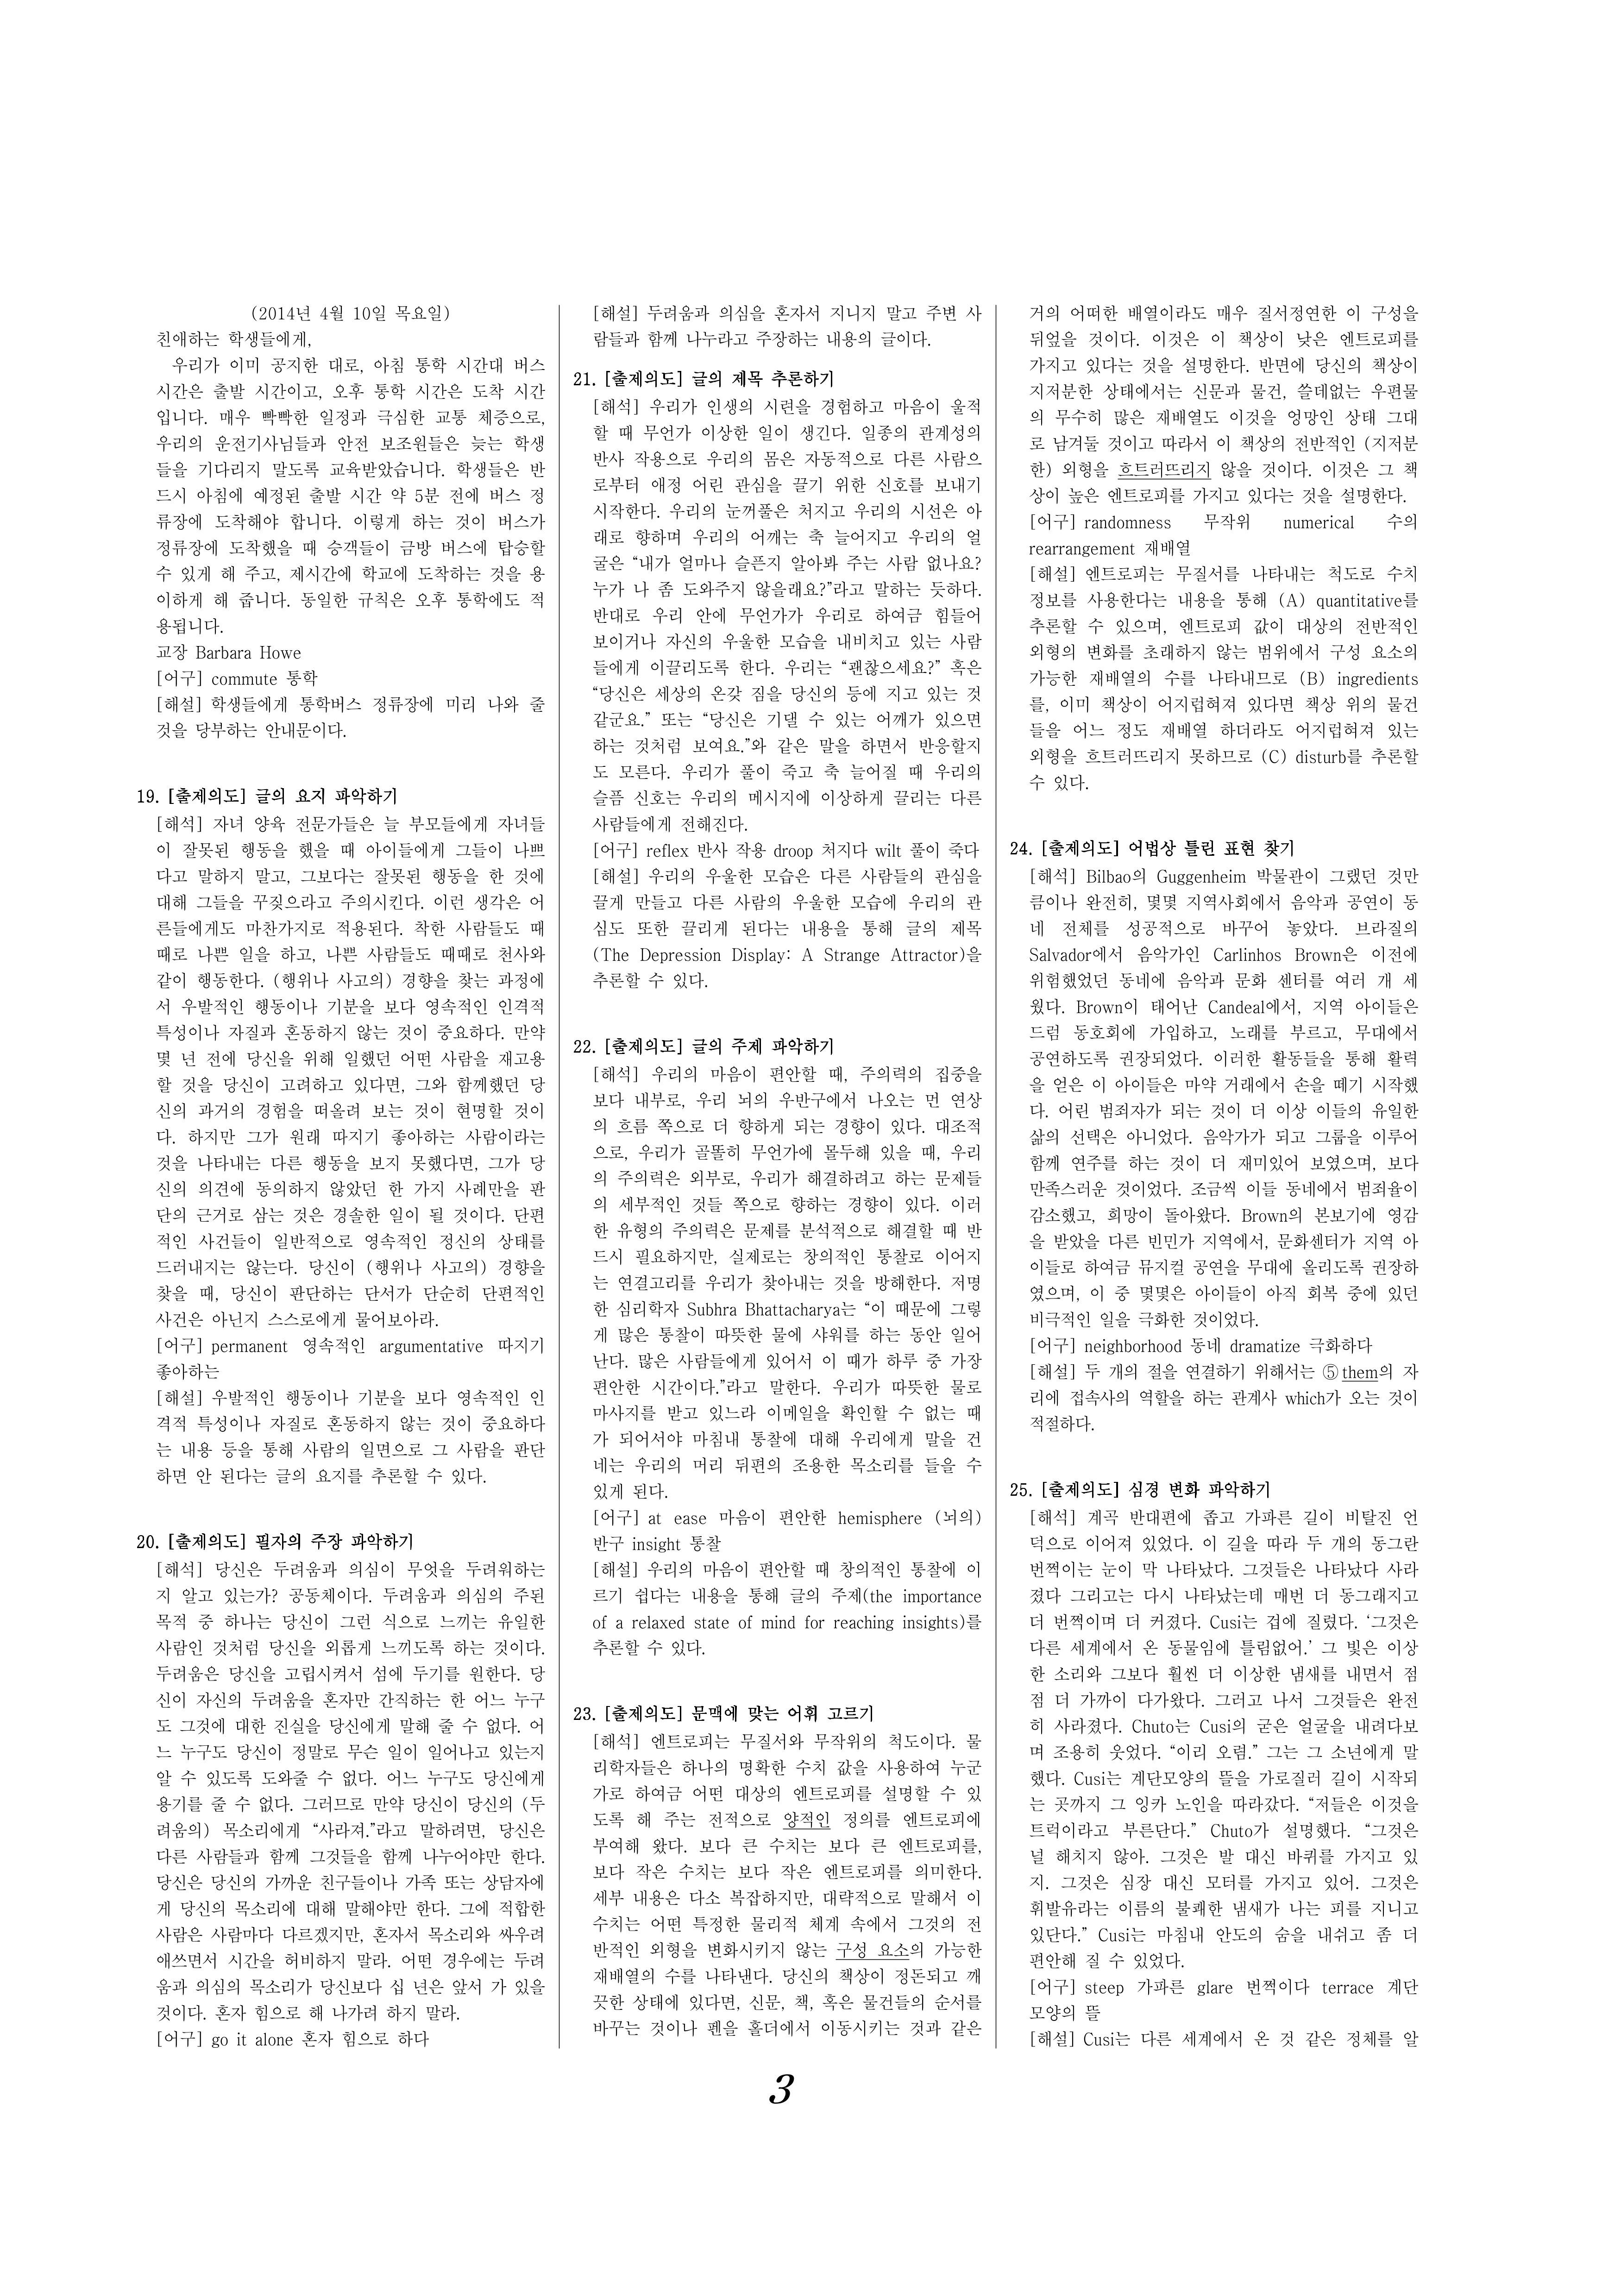 (2014년 4월 10일 목요일)
친애하는 학생들에게,
우리가 이미 공지한 대로, 아침 통학 시간대 버스
시간은 출발 시간이고, 오후 통학 시간은 도착 시간
입니다. 매우 빡빡한 일정과 극심한 교통 체증으로,
우리의 운전기사님들과 안전 보조원들은 늦는 학생
들을 기다리지 말도록 교육받았습니다. 학생들은 반
드시 아침에 예정된 출발 시간 약 5분 전에 버스 정
류장에 도착해야 합니다. 이렇게 하는 것이 버스가
정류장에 도착했을 때 승객들이 금방 버스에 탑승할
수 있게 해 주고, 제시간에 학교에 도착하는 것을 용
이하게 해 줍니다. 동일한 규칙은 오후 통학에도 적
용됩니다.
교장 Barbara Howe
[어구] commute 통학
[해설] 학생들에게 통학버스 정류장에 미리 나와 줄
것을 당부하는 안내문이다.
19. [출제의도] 글의 요지 파악하기
[해석] 자녀 양육 전문가들은 늘 부모들에게 자녀들
이 잘못된 행동을 했을 때 아이들에게 그들이 나쁘
다고 말하지 말고, 그보다는 잘못된 행동을 한 것에
대해 그들을 꾸짖으라고 주의시킨다. 이런 생각은 어
른들에게도 마찬가지로 적용된다. 착한 사람들도 때
때로 나쁜 일을 하고, 나쁜 사람들도 때때로 천사와
같이 행동한다. (행위나 사고의) 경향을 찾는 과정에
서 우발적인 행동이나 기분을 보다 영속적인 인격적
특성이나 자질과 혼동하지 않는 것이 중요하다. 만약
몇 년 전에 당신을 위해 일했던 어떤 사람을 재고용
할 것을 당신이 고려하고 있다면, 그와 함께했던 당
신의 과거의 경험을 떠올려 보는 것이 현명할 것이
다. 하지만 그가 원래 따지기 좋아하는 사람이라는
것을 나타내는 다른 행동을 보지 못했다면, 그가 당
신의 의견에 동의하지 않았던 한 가지 사례만을 판
단의 근거로 삼는 것은 경솔한 일이 될 것이다. 단편
적인 사건들이 일반적으로 영속적인 정신의 상태를
드러내지는 않는다. 당신이 (행위나 사고의) 경향을
찾을 때, 당신이 판단하는 단서가 단순히 단편적인
사건은 아닌지 스스로에게 물어보아라.
[어구] permanent 영속적인 argumentative 따지기
좋아하는
[해설] 우발적인 행동이나 기분을 보다 영속적인 인
격적 특성이나 자질로 혼동하지 않는 것이 중요하다
는 내용 등을 통해 사람의 일면으로 그 사람을 판단
하면 안 된다는 글의 요지를 추론할 수 있다.
20. [출제의도] 필자의 주장 파악하기
[해석] 당신은 두려움과 의심이 무엇을 두려워하는
지 알고 있는가? 공동체이다. 두려움과 의심의 주된
목적 중 하나는 당신이 그런 식으로 느끼는 유일한
사람인 것처럼 당신을 외롭게 느끼도록 하는 것이다.
두려움은 당신을 고립시켜서 섬에 두기를 원한다. 당
신이 자신의 두려움을 혼자만 간직하는 한 어느 누구
도 그것에 대한 진실을 당신에게 말해 줄 수 없다. 어
느 누구도 당신이 정말로 무슨 일이 일어나고 있는지
알 수 있도록 도와줄 수 없다. 어느 누구도 당신에게
용기를 줄 수 없다. 그러므로 만약 당신이 당신의 (두
려움의) 목소리에게 “사라져.”라고 말하려면, 당신은
다른 사람들과 함께 그것들을 함께 나누어야만 한다.
당신은 당신의 가까운 친구들이나 가족 또는 상담자에
게 당신의 목소리에 대해 말해야만 한다. 그에 적합한
사람은 사람마다 다르겠지만, 혼자서 목소리와 싸우려
애쓰면서 시간을 허비하지 말라. 어떤 경우에는 두려
움과 의심의 목소리가 당신보다 십 년은 앞서 가 있을
것이다. 혼자 힘으로 해 나가려 하지 말라.
[어구] go it alone 혼자 힘으로 하다
[해설] 두려움과 의심을 혼자서 지니지 말고 주변 사
람들과 함께 나누라고 주장하는 내용의 글이다.
21. [출제의도] 글의 제목 추론하기
[해석] 우리가 인생의 시련을 경험하고 마음이 울적
할 때 무언가 이상한 일이 생긴다. 일종의 관계성의
반사 작용으로 우리의 몸은 자동적으로 다른 사람으
로부터 애정 어린 관심을 끌기 위한 신호를 보내기
시작한다. 우리의 눈꺼풀은 처지고 우리의 시선은 아
래로 향하며 우리의 어깨는 축 늘어지고 우리의 얼
굴은 “내가 얼마나 슬픈지 알아봐 주는 사람 없나요?
누가 나 좀 도와주지 않을래요?”라고 말하는 듯하다.
반대로 우리 안에 무언가가 우리로 하여금 힘들어
보이거나 자신의 우울한 모습을 내비치고 있는 사람
들에게 이끌리도록 한다. 우리는 “괜찮으세요?” 혹은
“당신은 세상의 온갖 짐을 당신의 등에 지고 있는 것
같군요.” 또는 “당신은 기댈 수 있는 어깨가 있으면
하는 것처럼 보여요.”와 같은 말을 하면서 반응할지
도 모른다. 우리가 풀이 죽고 축 늘어질 때 우리의
슬픔 신호는 우리의 메시지에 이상하게 끌리는 다른
사람들에게 전해진다.
[어구] reflex 반사 작용 droop 처지다 wilt 풀이 죽다
[해설] 우리의 우울한 모습은 다른 사람들의 관심을
끌게 만들고 다른 사람의 우울한 모습에 우리의 관
심도 또한 끌리게 된다는 내용을 통해 글의 제목
(The Depression Display: A Strange Attractor)을
추론할 수 있다.
22. [출제의도] 글의 주제 파악하기
[해석] 우리의 마음이 편안할 때, 주의력의 집중을
보다 내부로, 우리 뇌의 우반구에서 나오는 먼 연상
의 흐름 쪽으로 더 향하게 되는 경향이 있다. 대조적
으로, 우리가 골똘히 무언가에 몰두해 있을 때, 우리
의 주의력은 외부로, 우리가 해결하려고 하는 문제들
의 세부적인 것들 쪽으로 향하는 경향이 있다. 이러
한 유형의 주의력은 문제를 분석적으로 해결할 때 반
드시 필요하지만, 실제로는 창의적인 통찰로 이어지
는 연결고리를 우리가 찾아내는 것을 방해한다. 저명
한 심리학자 Subhra Bhattacharya는 “이 때문에 그렇
게 많은 통찰이 따뜻한 물에 샤워를 하는 동안 일어
난다. 많은 사람들에게 있어서 이 때가 하루 중 가장
편안한 시간이다.”라고 말한다. 우리가 따뜻한 물로
마사지를 받고 있느라 이메일을 확인할 수 없는 때
가 되어서야 마침내 통찰에 대해 우리에게 말을 건
네는 우리의 머리 뒤편의 조용한 목소리를 들을 수
있게 된다.
[어구] at ease 마음이 편안한 hemisphere (뇌의)
반구 insight 통찰
[해설] 우리의 마음이 편안할 때 창의적인 통찰에 이
르기 쉽다는 내용을 통해 글의 주제(the importance
of a relaxed state of mind for reaching insights)를
추론할 수 있다.
23. [출제의도] 문맥에 맞는 어휘 고르기
[해석] 엔트로피는 무질서와 무작위의 척도이다. 물
리학자들은 하나의 명확한 수치 값을 사용하여 누군
가로 하여금 어떤 대상의 엔트로피를 설명할 수 있
도록 해 주는 전적으로 양적인 정의를 엔트로피에
부여해 왔다. 보다 큰 수치는 보다 큰 엔트로피를,
보다 작은 수치는 보다 작은 엔트로피를 의미한다.
세부 내용은 다소 복잡하지만, 대략적으로 말해서 이
수치는 어떤 특정한 물리적 체계 속에서 그것의 전
반적인 외형을 변화시키지 않는 구성 요소의 가능한
재배열의 수를 나타낸다. 당신의 책상이 정돈되고 깨
끗한 상태에 있다면, 신문, 책, 혹은 물건들의 순서를
바꾸는 것이나 펜을 홀더에서 이동시키는 것과 같은
거의 어떠한 배열이라도 매우 질서정연한 이 구성을
뒤엎을 것이다. 이것은 이 책상이 낮은 엔트로피를
가지고 있다는 것을 설명한다. 반면에 당신의 책상이
지저분한 상태에서는 신문과 물건, 쓸데없는 우편물
의 무수히 많은 재배열도 이것을 엉망인 상태 그대
로 남겨둘 것이고 따라서 이 책상의 전반적인 (지저분
한) 외형을 흐트러뜨리지 않을 것이다. 이것은 그 책
상이 높은 엔트로피를 가지고 있다는 것을 설명한다.
[어구] randomness 무작위 numerical 수의
rearrangement 재배열
[해설] 엔트로피는 무질서를 나타내는 척도로 수치
정보를 사용한다는 내용을 통해 (A) quantitative를
추론할 수 있으며, 엔트로피 값이 대상의 전반적인
외형의 변화를 초래하지 않는 범위에서 구성 요소의
가능한 재배열의 수를 나타내므로 (B) ingredients
를, 이미 책상이 어지럽혀져 있다면 책상 위의 물건
들을 어느 정도 재배열 하더라도 어지럽혀져 있는
외형을 흐트러뜨리지 못하므로 (C) disturb를 추론할
수 있다.
24. [출제의도] 어법상 틀린 표현 찾기
[해석] Bilbao의 Guggenheim 박물관이 그랬던 것만
큼이나 완전히, 몇몇 지역사회에서 음악과 공연이 동
네 전체를 성공적으로 바꾸어 놓았다. 브라질의
Salvador에서 음악가인 Carlinhos Brown은 이전에
위험했었던 동네에 음악과 문화 센터를 여러 개 세
웠다. Brown이 태어난 Candeal에서, 지역 아이들은
드럼 동호회에 가입하고, 노래를 부르고, 무대에서
공연하도록 권장되었다. 이러한 활동들을 통해 활력
을 얻은 이 아이들은 마약 거래에서 손을 떼기 시작했
다. 어린 범죄자가 되는 것이 더 이상 이들의 유일한
삶의 선택은 아니었다. 음악가가 되고 그룹을 이루어
함께 연주를 하는 것이 더 재미있어 보였으며, 보다
만족스러운 것이었다. 조금씩 이들 동네에서 범죄율이
감소했고, 희망이 돌아왔다. Brown의 본보기에 영감
을 받았을 다른 빈민가 지역에서, 문화센터가 지역 아
이들로 하여금 뮤지컬 공연을 무대에 올리도록 권장하
였으며, 이 중 몇몇은 아이들이 아직 회복 중에 있던
비극적인 일을 극화한 것이었다.
[어구] neighborhood 동네 dramatize 극화하다
[해설] 두 개의 절을 연결하기 위해서는 ⑤them의 자
리에 접속사의 역할을 하는 관계사 which가 오는 것이
적절하다.
25. [출제의도] 심경 변화 파악하기
[해석] 계곡 반대편에 좁고 가파른 길이 비탈진 언
덕으로 이어져 있었다. 이 길을 따라 두 개의 동그란
번쩍이는 눈이 막 나타났다. 그것들은 나타났다 사라
졌다 그리고는 다시 나타났는데 매번 더 동그래지고
더 번쩍이며 더 커졌다. Cusi는 겁에 질렸다. ‘그것은
다른 세계에서 온 동물임에 틀림없어.’ 그 빛은 이상
한 소리와 그보다 훨씬 더 이상한 냄새를 내면서 점
점 더 가까이 다가왔다. 그러고 나서 그것들은 완전
히 사라졌다. Chuto는 Cusi의 굳은 얼굴을 내려다보
며 조용히 웃었다. “이리 오렴.” 그는 그 소년에게 말
했다. Cusi는 계단모양의 뜰을 가로질러 길이 시작되
는 곳까지 그 잉카 노인을 따라갔다. “저들은 이것을
트럭이라고 부른단다.” Chuto가 설명했다. “그것은
널 해치지 않아. 그것은 발 대신 바퀴를 가지고 있
지. 그것은 심장 대신 모터를 가지고 있어. 그것은
휘발유라는 이름의 불쾌한 냄새가 나는 피를 지니고
있단다.” Cusi는 마침내 안도의 숨을 내쉬고 좀 더
편안해 질 수 있었다.
[어구] steep 가파른 glare 번쩍이다 terrace 계단
모양의 뜰
[해설] Cusi는 다른 세계에서 온 것 같은 정체를 알
3